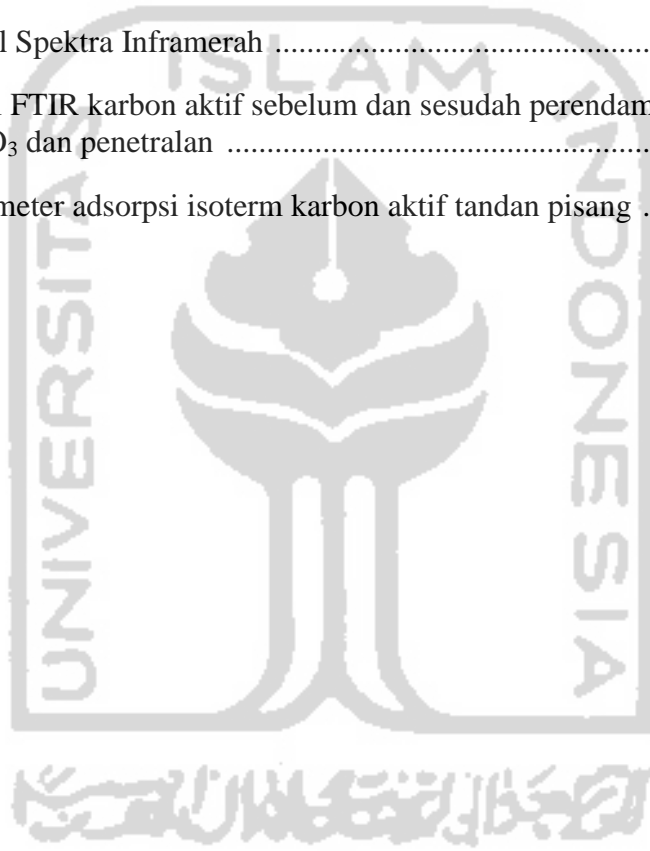 l Spektra Inframerah ...............................................
FTIR karbon aktif sebelum dan sesudah perendam
O₃ dan penetralan .....................................................
meter adsorpsi isoterm karbon aktif tandan pisang .
ISLAM
UNIVERSITAS
INDONESIA